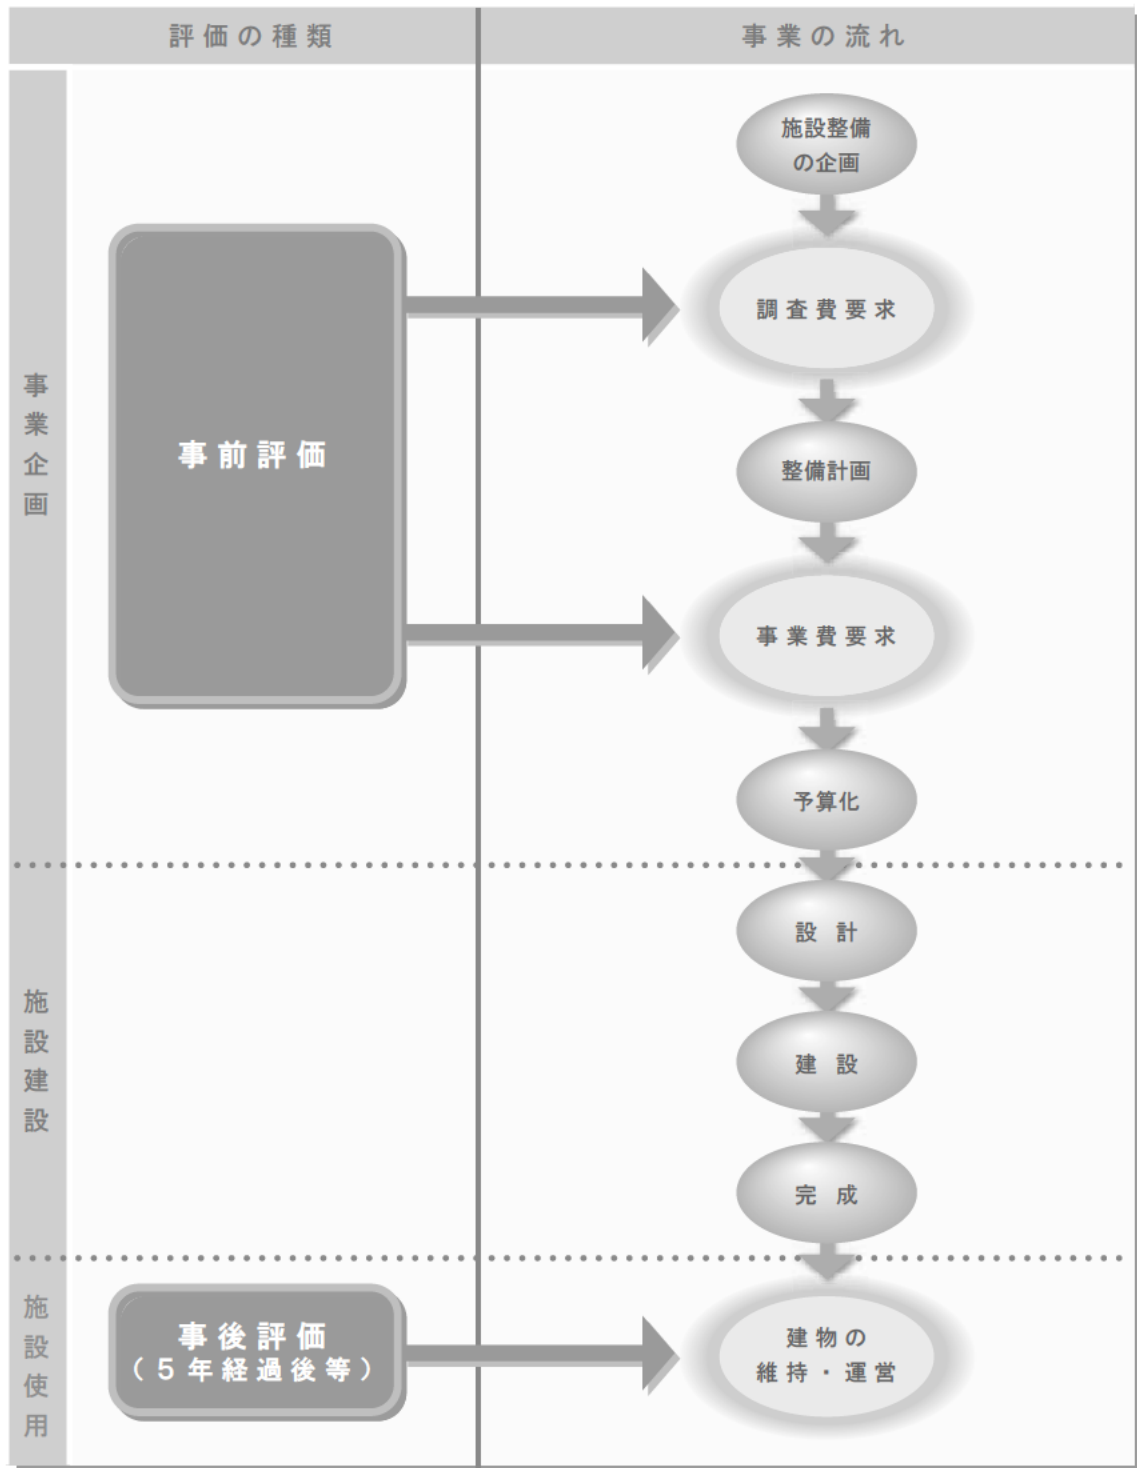 評価の種類
事業の流れ
事業企画
事前評価
施設整備
の企画
調査費要求
整備計画
事業費要求
予算化
施設建設
設 計
建 設
完 成
施設使用
事後評価
（５年経過後等）
建物の
維持・運営